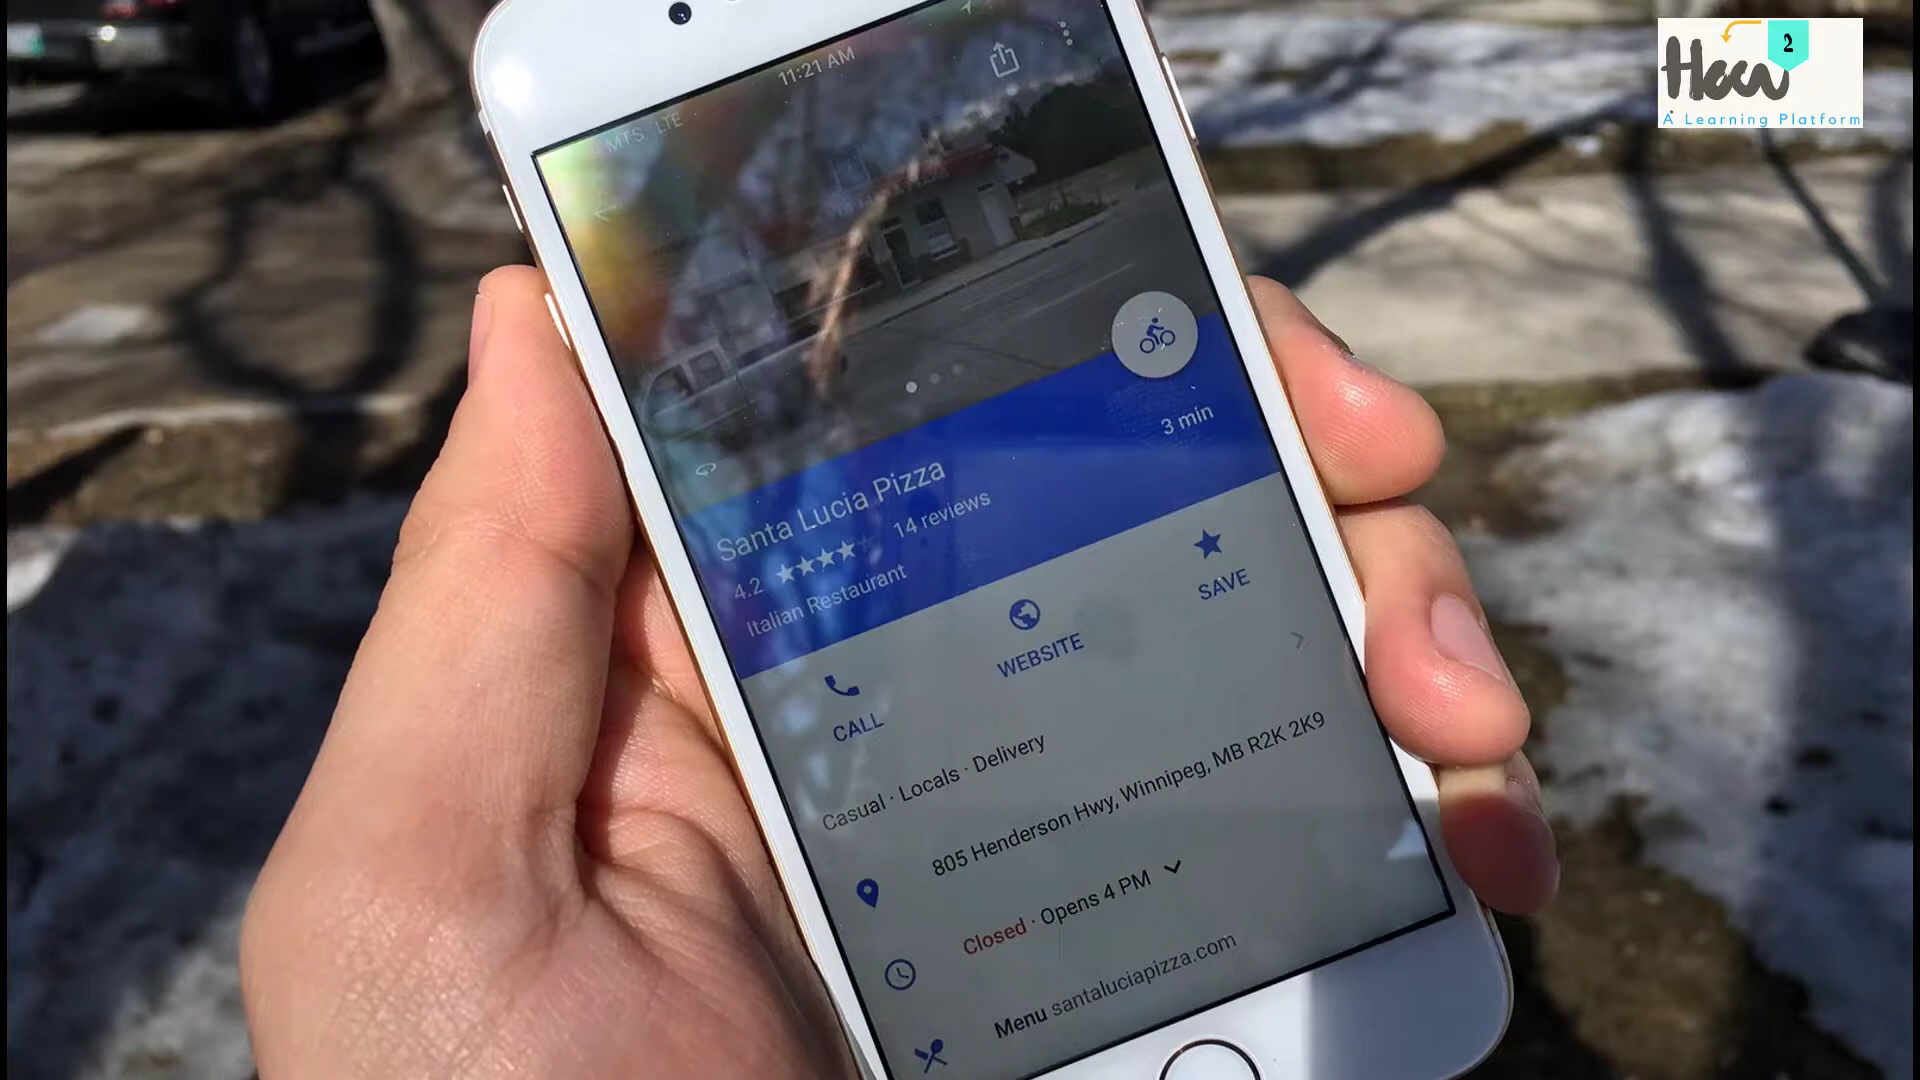 How 2
A Learning Platform
MTS LTE
11:21 AM
3 min
Santa Lucia Pizza
4.2 14 reviews
Italian Restaurant
CALL
WEBSITE
SAVE
Casual · Locals · Delivery
805 Henderson Hwy, Winnipeg, MB R2K 2K9
Closed · Opens 4 PM
Menu santaluciapizza.com